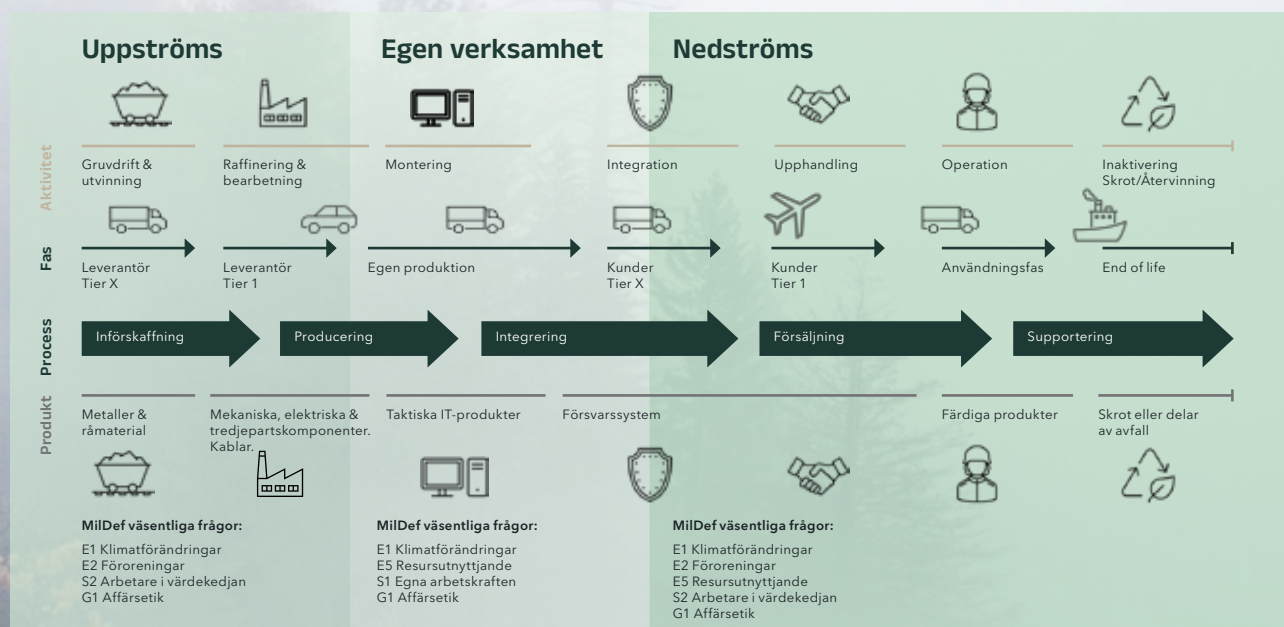 Uppströms
Egen verksamhet
Nedströms
Aktivitet
Gruvdrift &
utvinning
Raffinering &
bearbetning
Montering
Integration
Upphandling
Operation
Inaktivering
Skrot/Återvinning
Fas
Leverantör
Tier X
Leverantör
Tier 1
Egen produktion
Kunder
Tier X
Kunder
Tier 1
Användningsfas
End of life
Process
Införskaffning
Producering
Integrering
Försäljning
Supportering
Produkt
Metaller &
råmaterial
Mekaniska, elektriska &
tredjepartskomponenter.
Kablar.
Taktiska IT-produkter
Försvarssystem
Färdiga produkter
Skrot eller delar
av avfall
MilDef väsentliga frågor:
E1 Klimatförändringar
E2 Föroreningar
S2 Arbetare i värdekedjan
G1 Affärsetik
MilDef väsentliga frågor:
E1 Klimatförändringar
E5 Resursutnyttjande
S1 Egna arbetskraften
G1 Affärsetik
MilDef väsentliga frågor:
E1 Klimatförändringar
E2 Föroreningar
E5 Resursutnyttjande
S2 Arbetare i värdekedjan
G1 Affärsetik